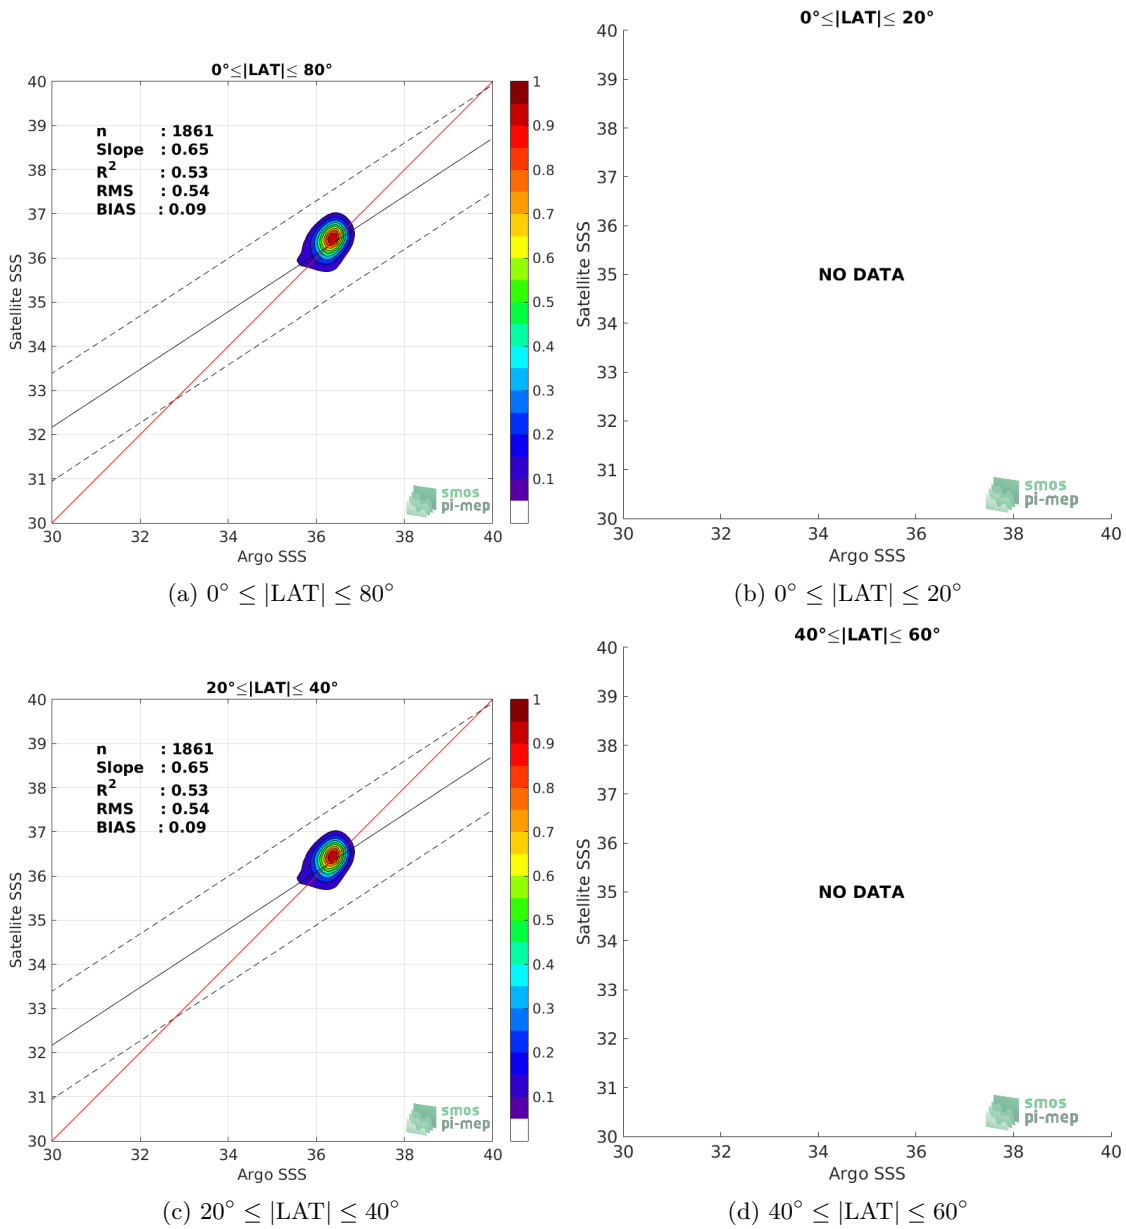 0°≤|LAT|≤ 80°
n : 1861
Slope : 0.65
R² : 0.53
RMS : 0.54
BIAS : 0.09
Satellite SSS
40
39
38
37
36
35
34
33
32
31
30
30 32 34 36 38 40
Argo SSS
1
0.9
0.8
0.7
0.6
0.5
0.4
0.3
0.2
0.1
smos
pi-mep
(a) 0° ≤ |LAT| ≤ 80°
0°≤|LAT|≤ 20°
Satellite SSS
40
39
38
37
36
35
34
33
32
31
30
NO DATA
smos
pi-mep
30 32 34 36 38 40
Argo SSS
(b) 0° ≤ |LAT| ≤ 20°
20°≤|LAT|≤ 40°
n : 1861
Slope : 0.65
R² : 0.53
RMS : 0.54
BIAS : 0.09
Satellite SSS
40
39
38
37
36
35
34
33
32
31
30
30 32 34 36 38 40
Argo SSS
1
0.9
0.8
0.7
0.6
0.5
0.4
0.3
0.2
0.1
smos
pi-mep
(c) 20° ≤ |LAT| ≤ 40°
40°≤|LAT|≤ 60°
Satellite SSS
40
39
38
37
36
35
34
33
32
31
30
NO DATA
smos
pi-mep
30 32 34 36 38 40
Argo SSS
(d) 40° ≤ |LAT| ≤ 60°